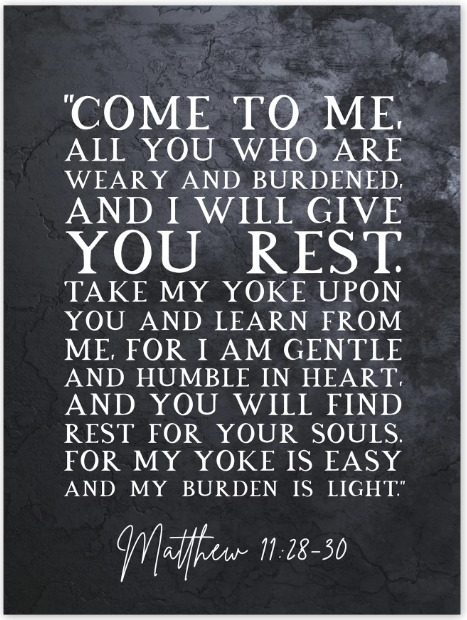 "COME TO ME,
ALL YOU WHO ARE
WEARY AND BURDENED,
AND I WILL GIVE
YOU REST.
TAKE MY YOKE UPON
YOU AND LEARN FROM
ME, FOR I AM GENTLE
AND HUMBLE IN HEART,
AND YOU WILL FIND
REST FOR YOUR SOULS.
FOR MY YOKE IS EASY
AND MY BURDEN IS LIGHT."
Matthew 11:28-30